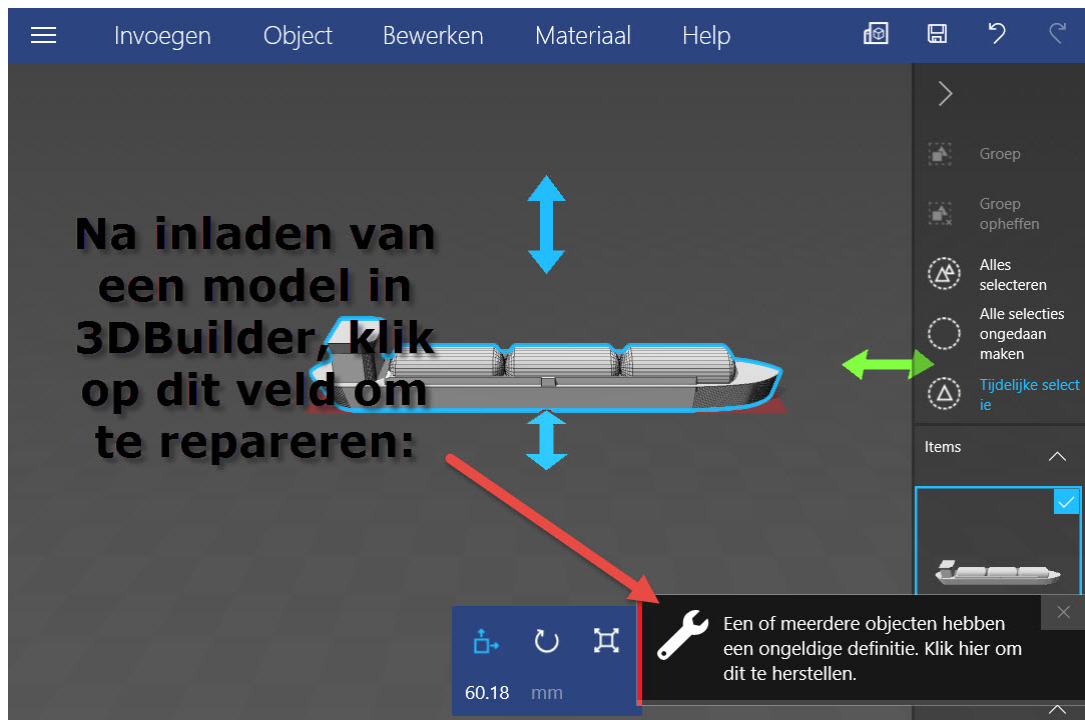 Invoegen Object Bewerken Materiaal Help
Na inladen van
een model in
3DBuilder, klik
op dit veld om
te repareren:
Groep
Groep
opheffen
Alles
selecteren
Alle selecties
ongedaan
maken
Tijdelijke select
ie
Items
60.18 mm
Een of meerdere objecten hebben
een ongeldige definitie. Klik hier om
dit te herstellen.